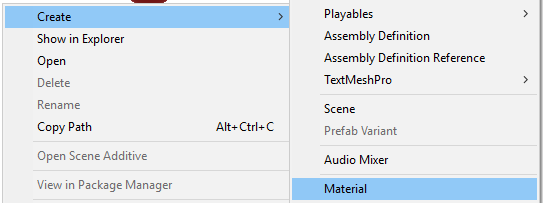 Create
Show in Explorer
Open
Delete
Rename
Copy Path Alt+Ctrl+C
Open Scene Additive
View in Package Manager
Playables
Assembly Definition
Assembly Definition Reference
TextMeshPro
Scene
Prefab Variant
Audio Mixer
Material